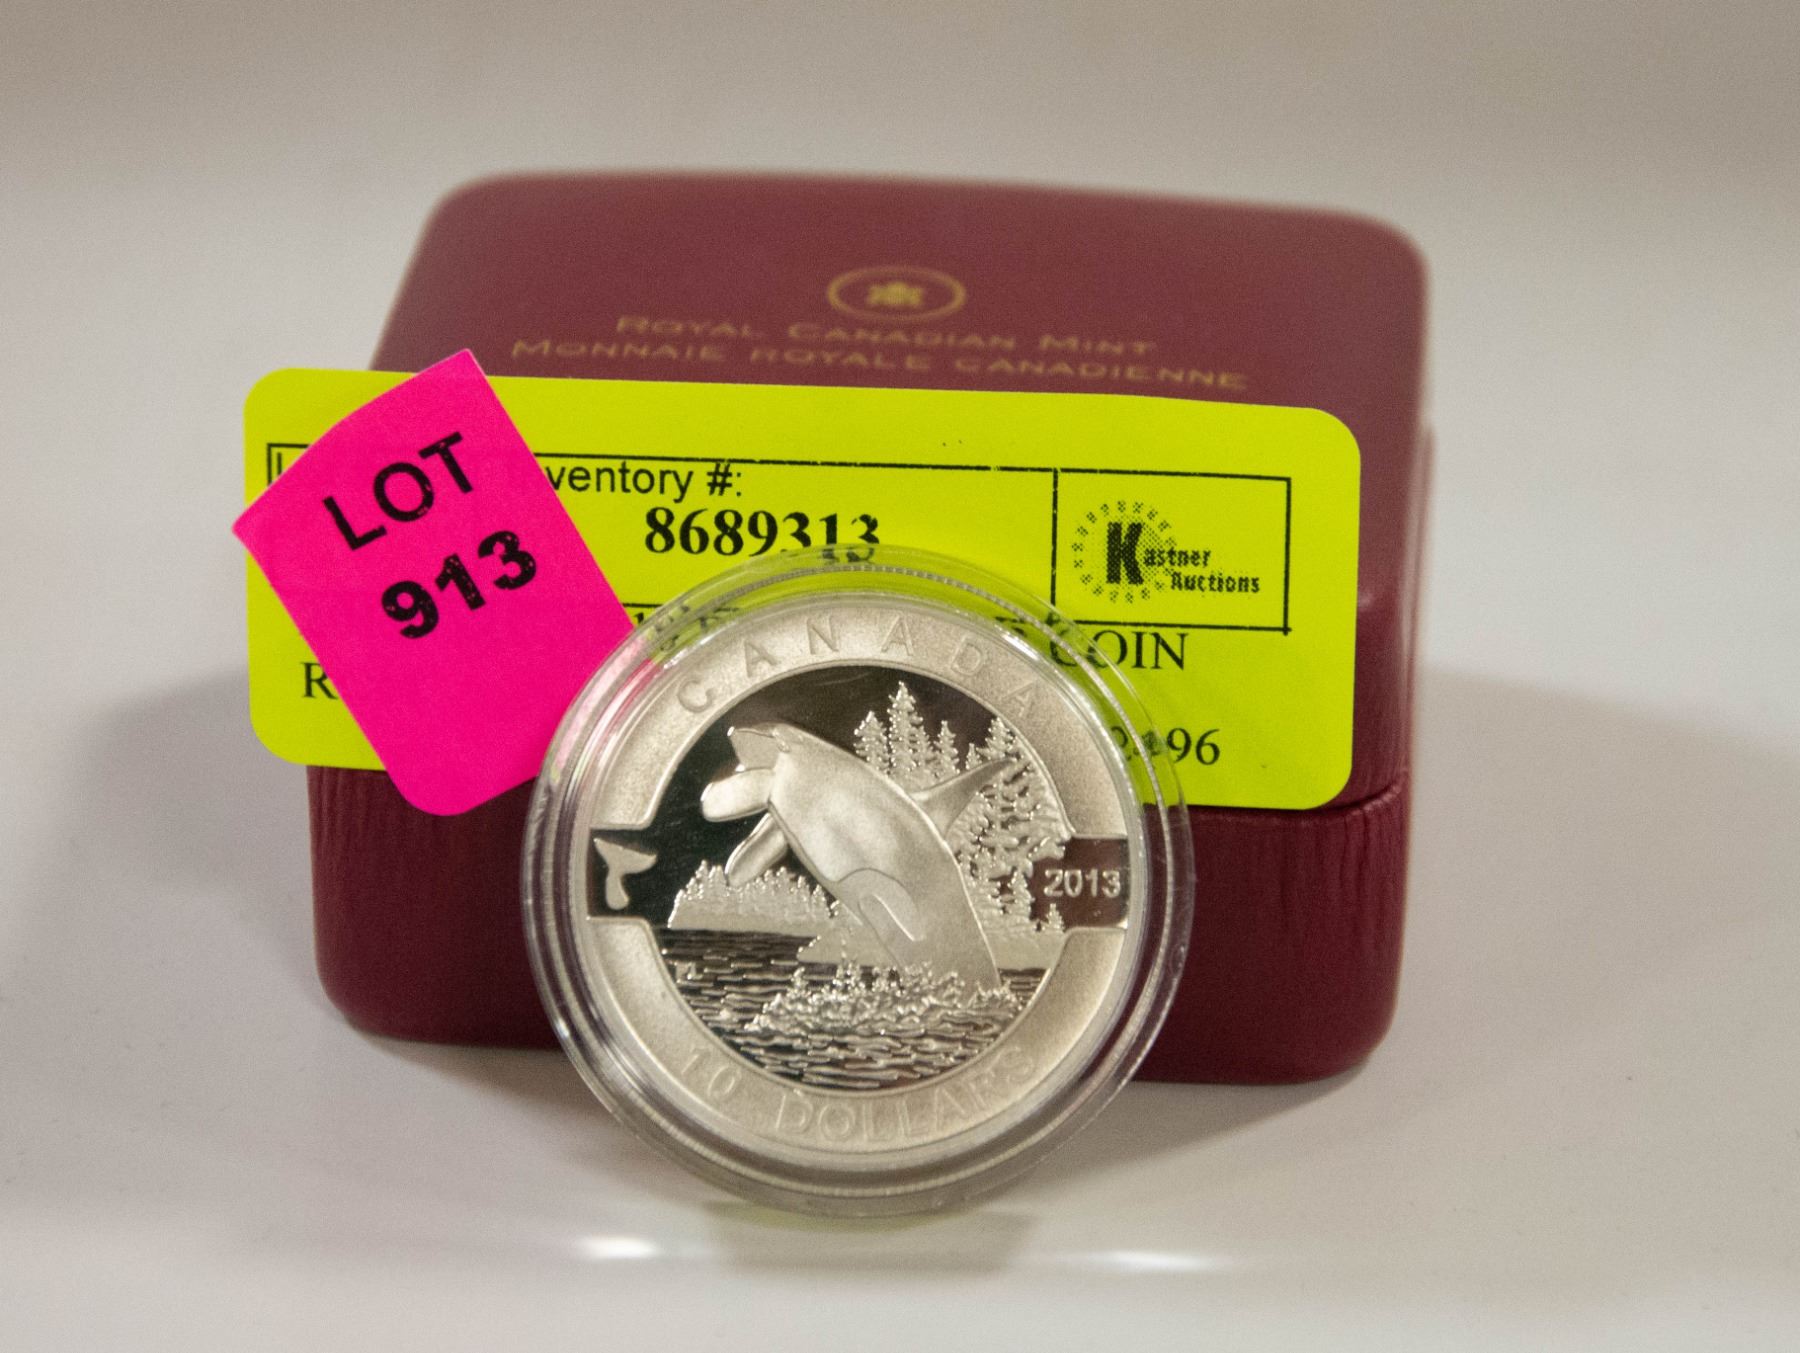 ROYAL CANADIAN MINT
MONNAIE ROYALE CANADIENNE
LOT
913
ventory #:
8689313
Kastner
Auctions
COIN
R
96
CANADA
2013
10 DOLLARS